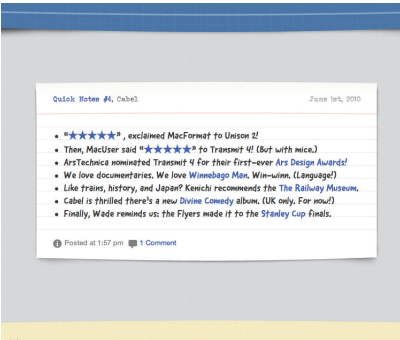 Quick Notes #4, Cabel June 1st, 2010
• “★★★★★”, exclaimed MacFormat to Unison 2!
• Then, MacUser said “★★★★★” to Transmit 4! (But with mice.)
• ArsTechnica nominated Transmit 4 for their first-ever Ars Design Awards!
• We love documentaries. We love Winnebago Man. Win-winn. (Language!)
• Like trains, history, and Japan? Kenichi recommends the The Railway Museum.
• Cabel is thrilled there's a new Divine Comedy album. (UK only. For now!)
• Finally, Wade reminds us: the Flyers made it to the Stanley Cup finals.
Posted at 1:57 pm 1 Comment